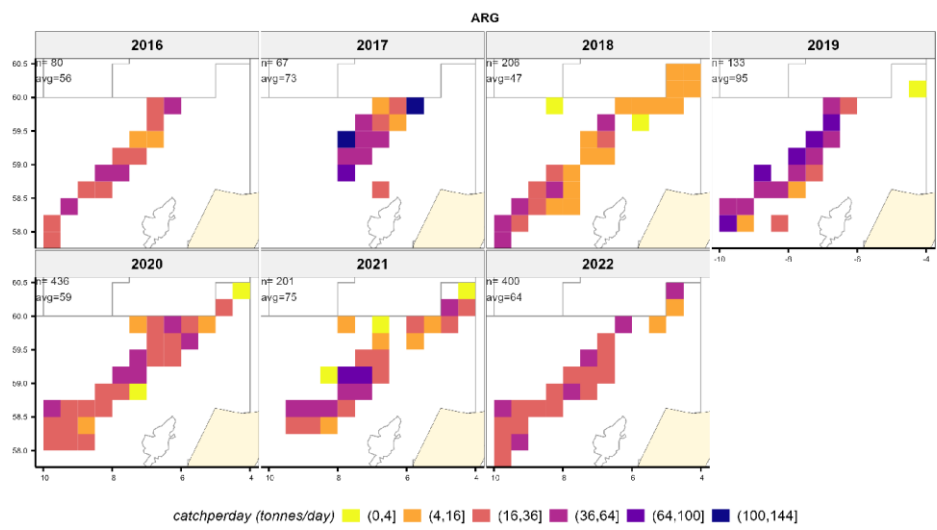 ARG
2016 2017 2018 2019
n= 80 n= 67 n= 206 n= 133
avg=56 avg=73 avg=47 avg=95
60.5
60.0
59.5
59.0
58.5
58.0
-10 -8 -6 -4
2020 2021 2022
n= 436 n= 201 n= 400
avg=59 avg=75 avg=64
60.5
60.0
59.5
59.0
58.5
58.0
10 8 6 4 10 8 6 4 10 8 6 4
catchperday (tonnes/day) (0,4] (4,16] (16,36] (36,64] (64,100] (100,144]